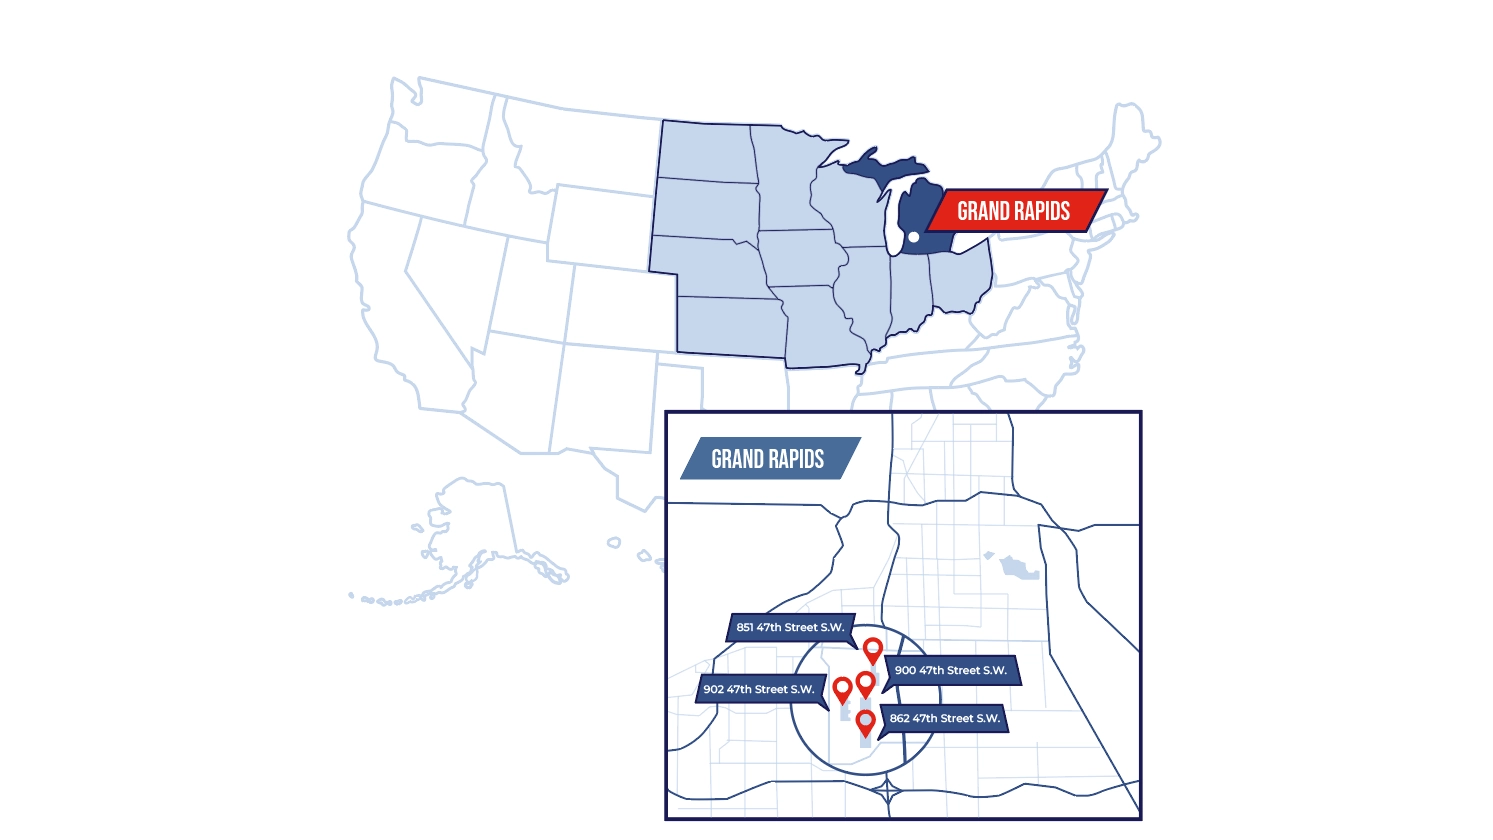 GRAND RAPIDS
GRAND RAPIDS
851 47th Street S.W.
900 47th Street S.W.
902 47th Street S.W.
862 47th Street S.W.